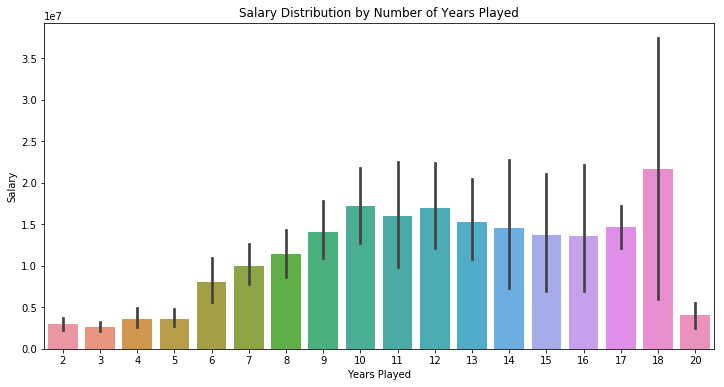 Salary Distribution by Number of Years Played
1e7
3.5
3.0
2.5
2.0
1.5
1.0
0.5
0.0
Salary
2 3 4 5 6 7 8 9 10 11 12 13 14 15 16 17 18 20
Years Played